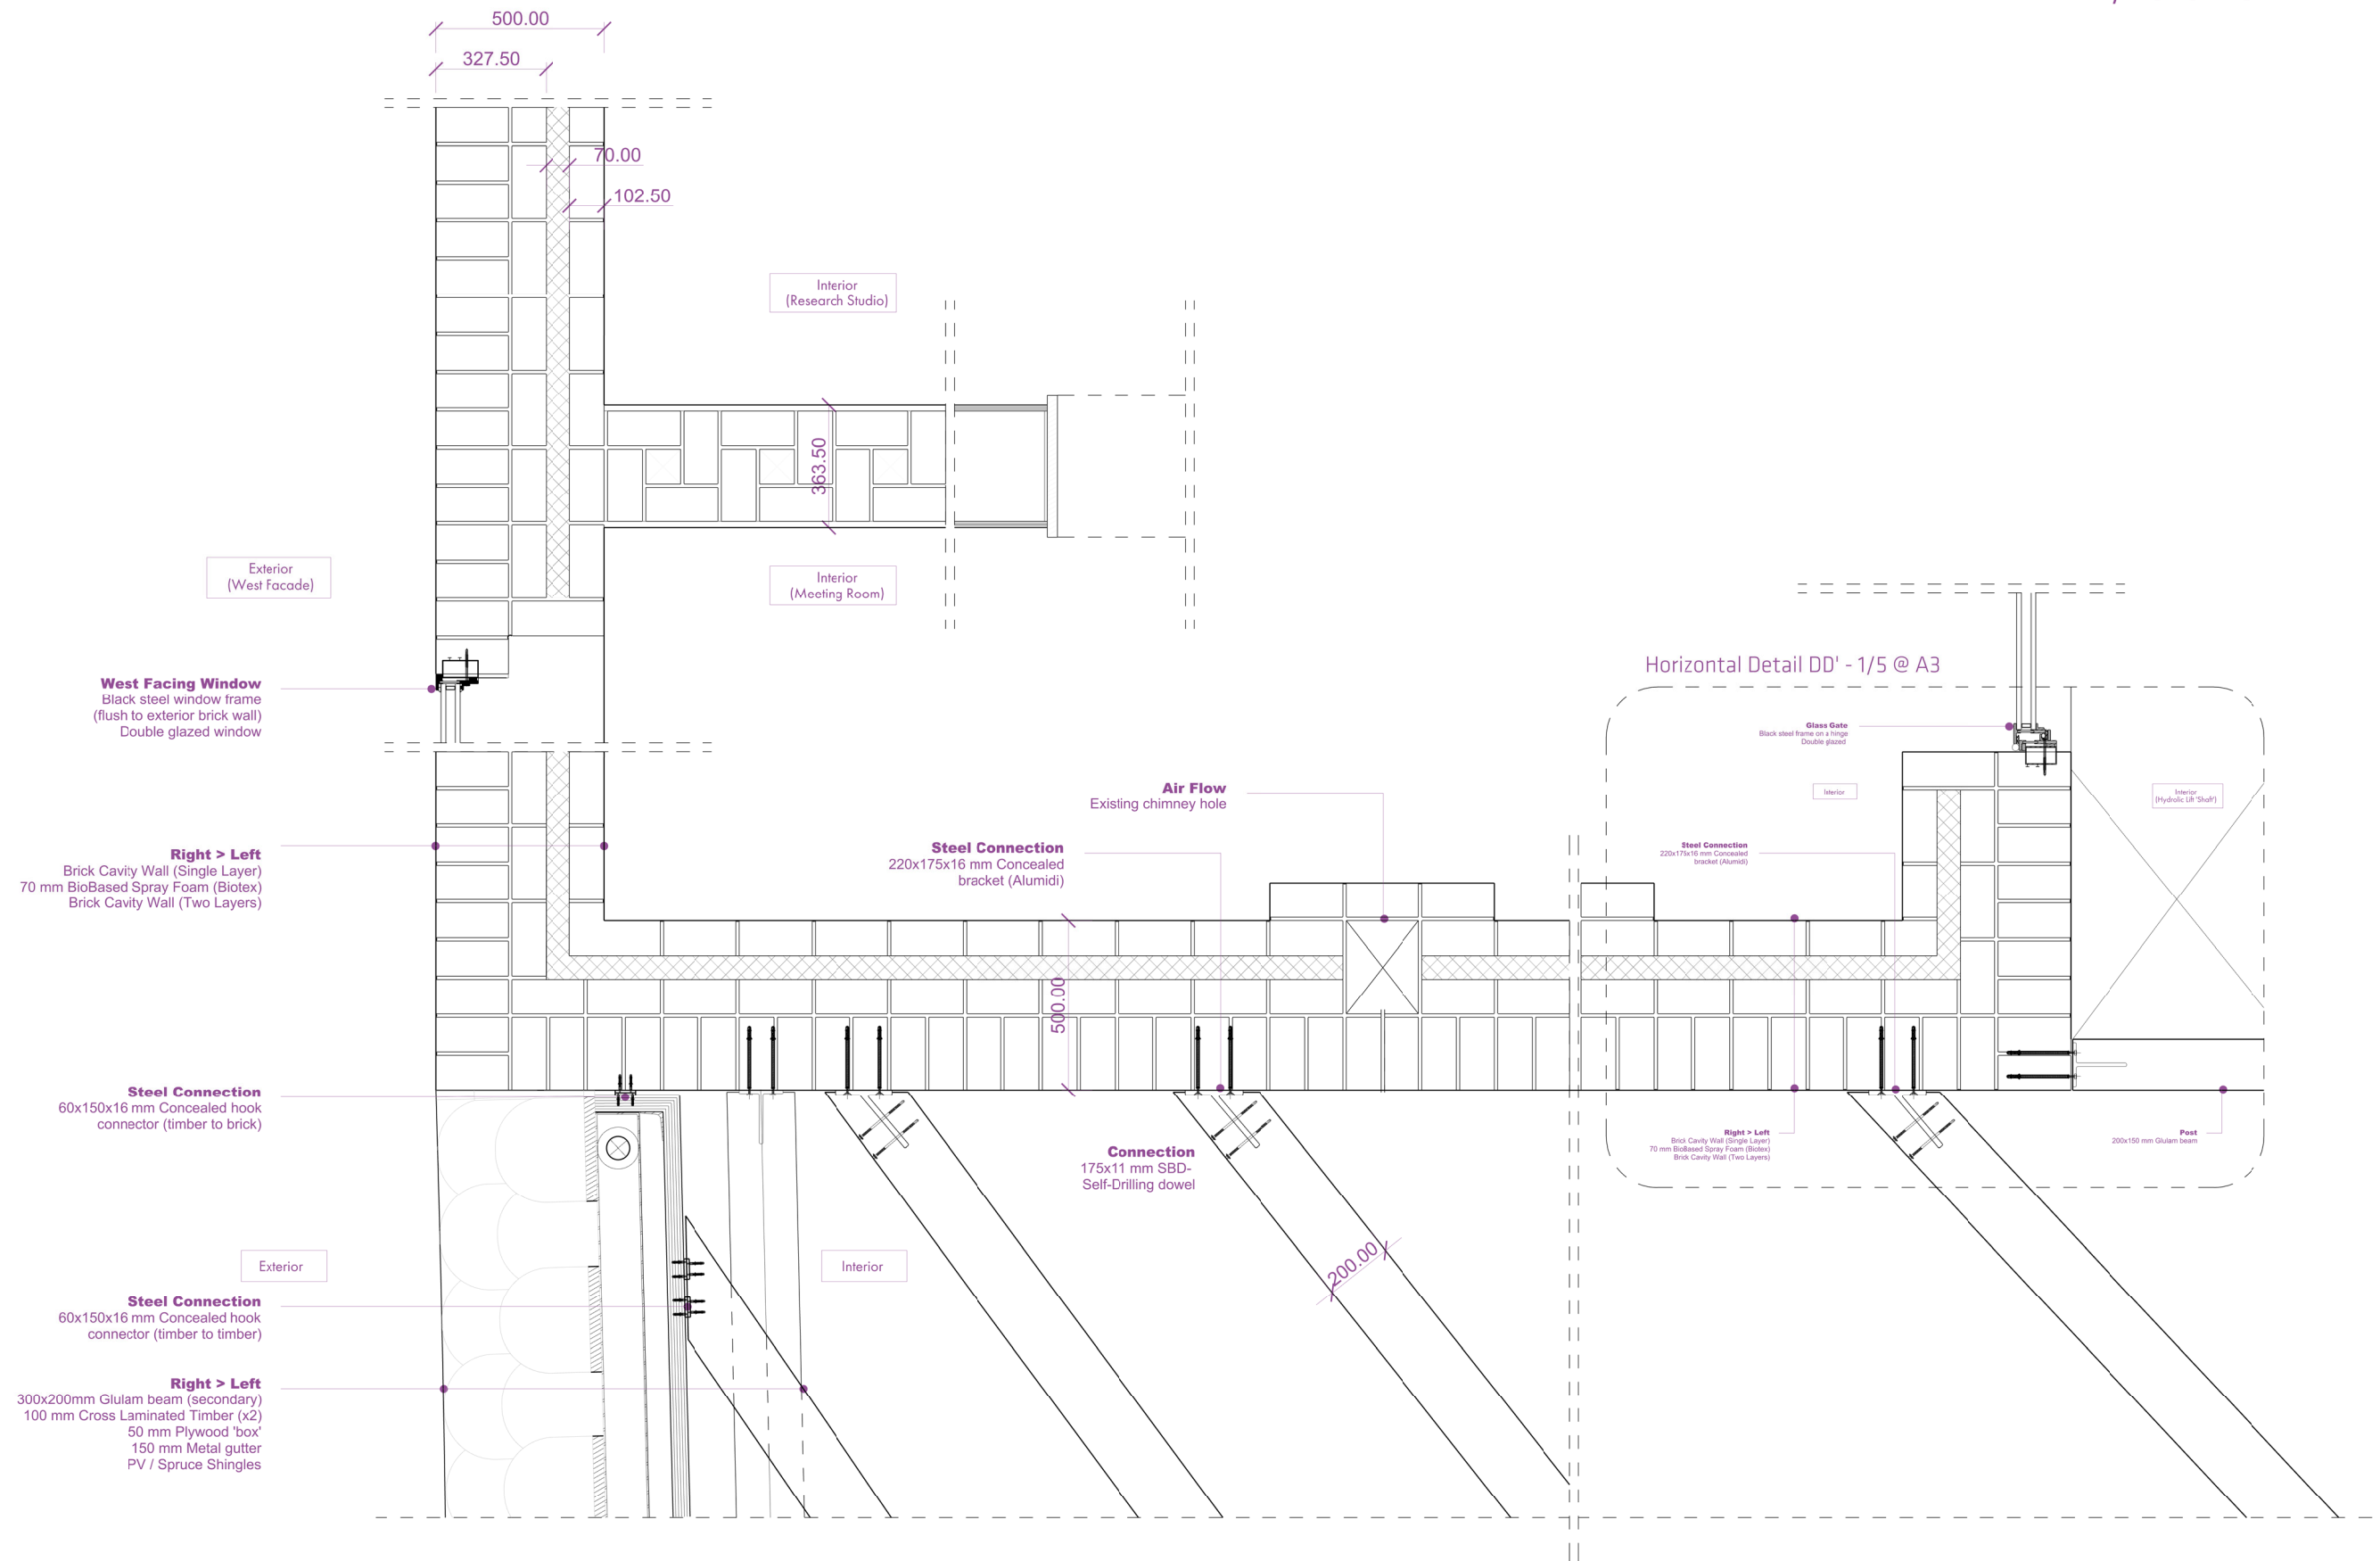 500.00
327.50
70.00
102.50
Interior
(Research Studio)
363.50
Exterior
(West Facade)
Interior
(Meeting Room)
West Facing Window
Black steel window frame
(flush to exterior brick wall)
Double glazed window
Horizontal Detail DD' - 1/5 @ A3
Glass Gate
Black steel frame on a hinge
Double glazed
Interior
Interior
(Hydrolic Lift 'Shaft')
Air Flow
Existing chimney hole
Steel Connection
220x175x16 mm Concealed
bracket (Alumidi)
Steel Connection
220x175x16 mm Concealed
bracket (Alumidi)
Right > Left
Brick Cavity Wall (Single Layer)
70 mm BioBased Spray Foam (Biotex)
Brick Cavity Wall (Two Layers)
500.00
Steel Connection
60x150x16 mm Concealed hook
connector (timber to brick)
Connection
175x11 mm SBD-
Self-Drilling dowel
Right > Left
Brick Cavity Wall (Single Layer)
70 mm BioBased Spray Foam (Biotex)
Brick Cavity Wall (Two Layers)
Post
200x150 mm Glulam beam
Exterior
Interior
200.00
Steel Connection
60x150x16 mm Concealed hook
connector (timber to timber)
Right > Left
300x200mm Glulam beam (secondary)
100 mm Cross Laminated Timber (x2)
50 mm Plywood 'box'
150 mm Metal gutter
PV / Spruce Shingles